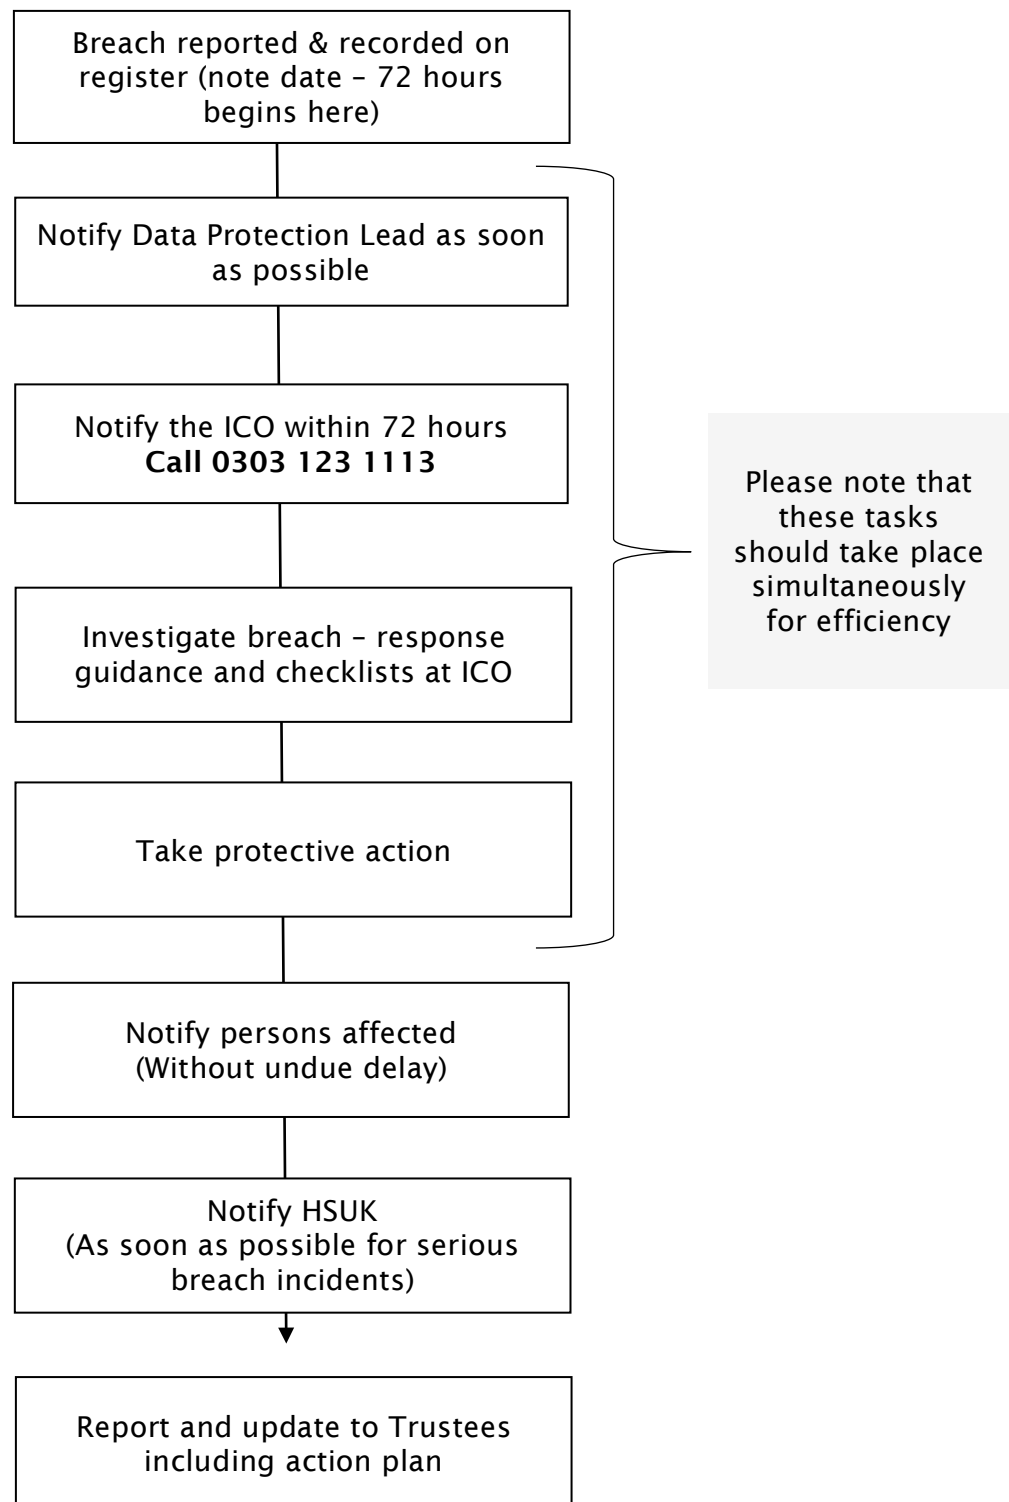 Breach reported & recorded on
register (note date – 72 hours
begins here)
Notify Data Protection Lead as soon
as possible
Notify the ICO within 72 hours
Call 0303 123 1113
Investigate breach – response
guidance and checklists at ICO
Take protective action
Please note that
these tasks
should take place
simultaneously
for efficiency
Notify persons affected
(Without undue delay)
Notify HSUK
(As soon as possible for serious
breach incidents)
Report and update to Trustees
including action plan